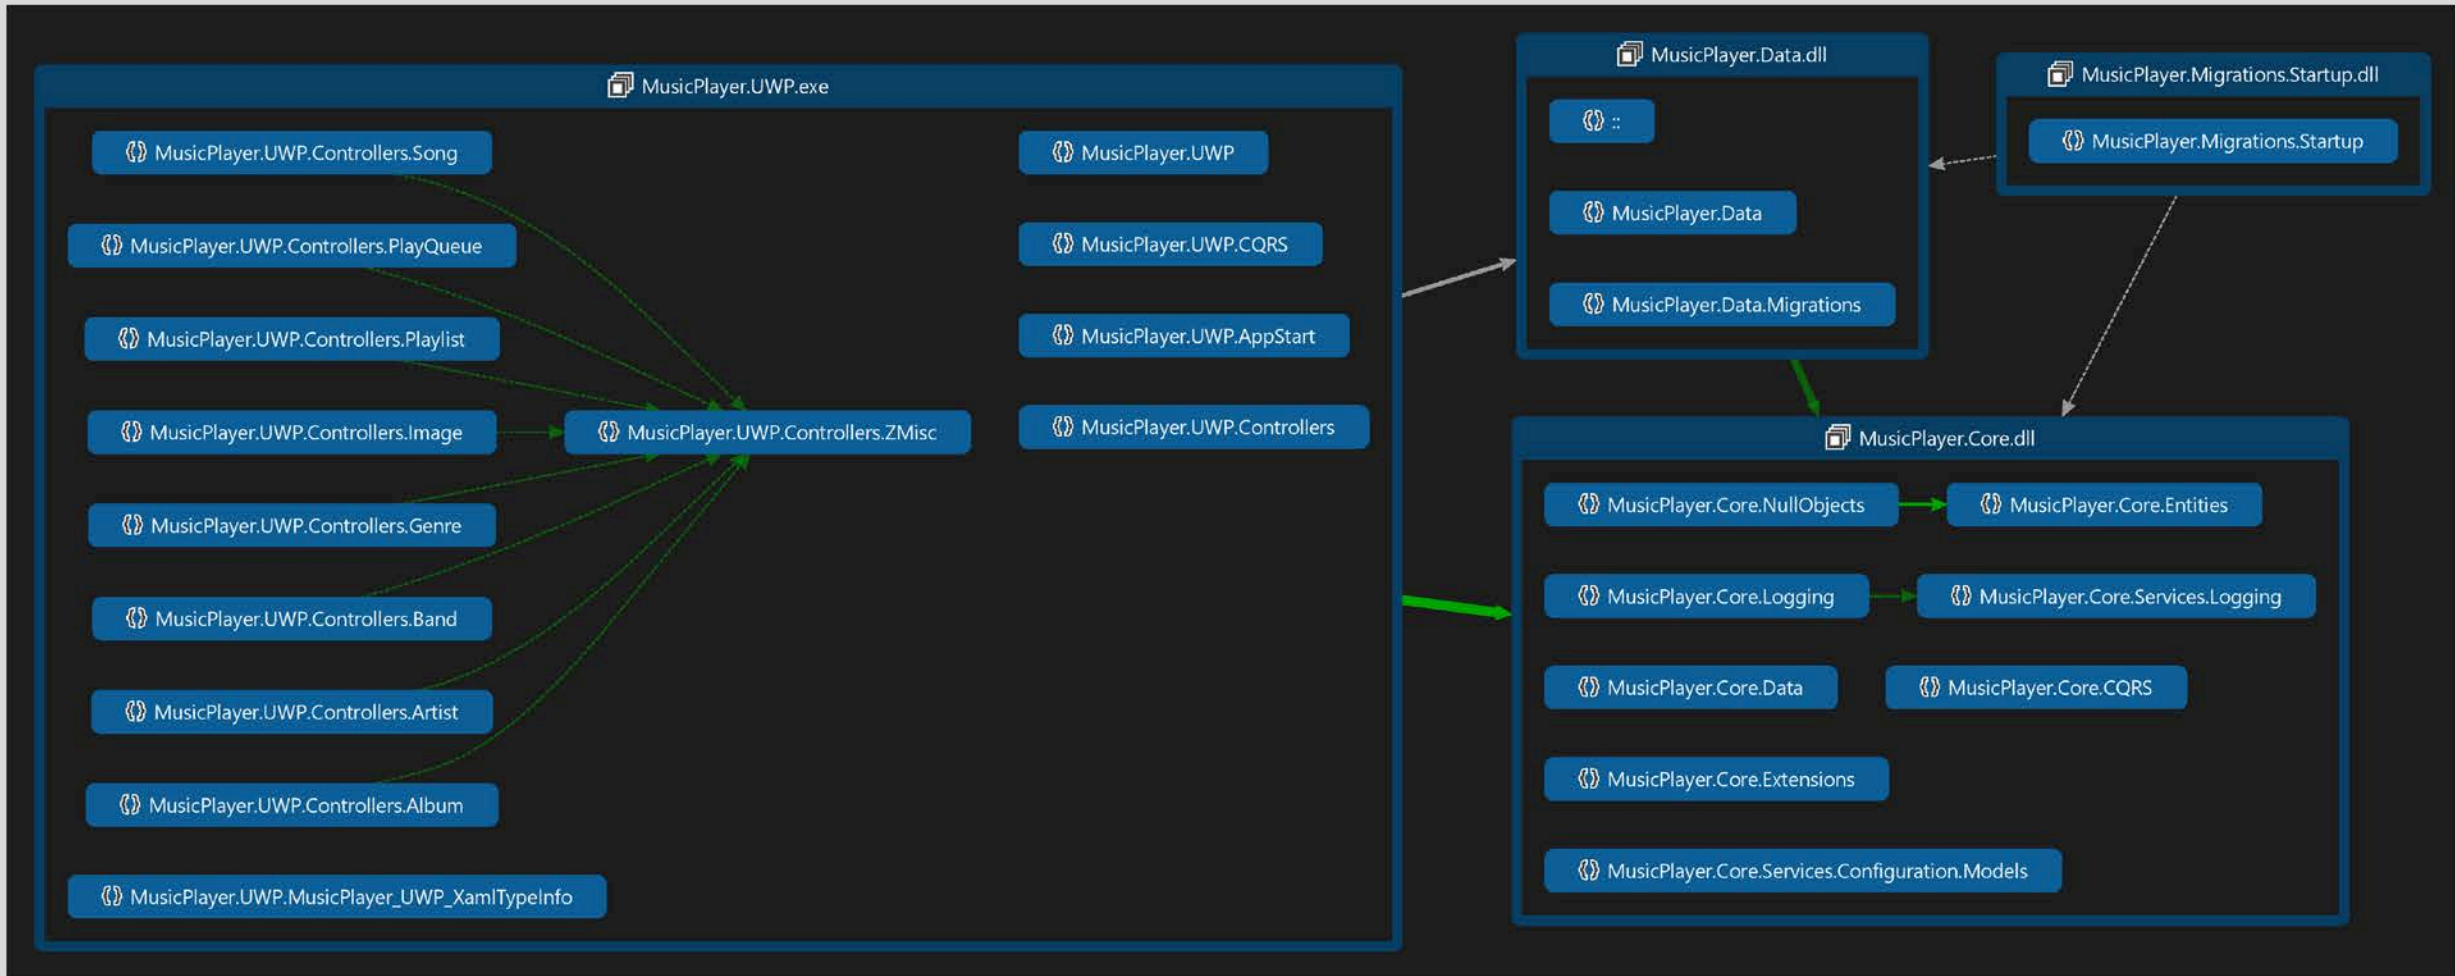 MusicPlayer.UWP.exe
MusicPlayer.UWP.Controllers.Song
MusicPlayer.UWP.Controllers.PlayQueue
MusicPlayer.UWP.Controllers.Playlist
MusicPlayer.UWP.Controllers.Image
MusicPlayer.UWP.Controllers.Genre
MusicPlayer.UWP.Controllers.Band
MusicPlayer.UWP.Controllers.Artist
MusicPlayer.UWP.Controllers.Album
MusicPlayer.UWP.MusicPlayer_UWP_XamlTypeInfo
MusicPlayer.UWP.Controllers.ZMisc
MusicPlayer.UWP
MusicPlayer.UWP.CQRS
MusicPlayer.UWP.AppStart
MusicPlayer.UWP.Controllers
MusicPlayer.Data.dll
::
MusicPlayer.Data
MusicPlayer.Data.Migrations
MusicPlayer.Migrations.Startup.dll
MusicPlayer.Migrations.Startup
MusicPlayer.Core.dll
MusicPlayer.Core.NullObjects
MusicPlayer.Core.Entities
MusicPlayer.Core.Logging
MusicPlayer.Core.Services.Logging
MusicPlayer.Core.Data
MusicPlayer.Core.CQRS
MusicPlayer.Core.Extensions
MusicPlayer.Core.Services.Configuration.Models